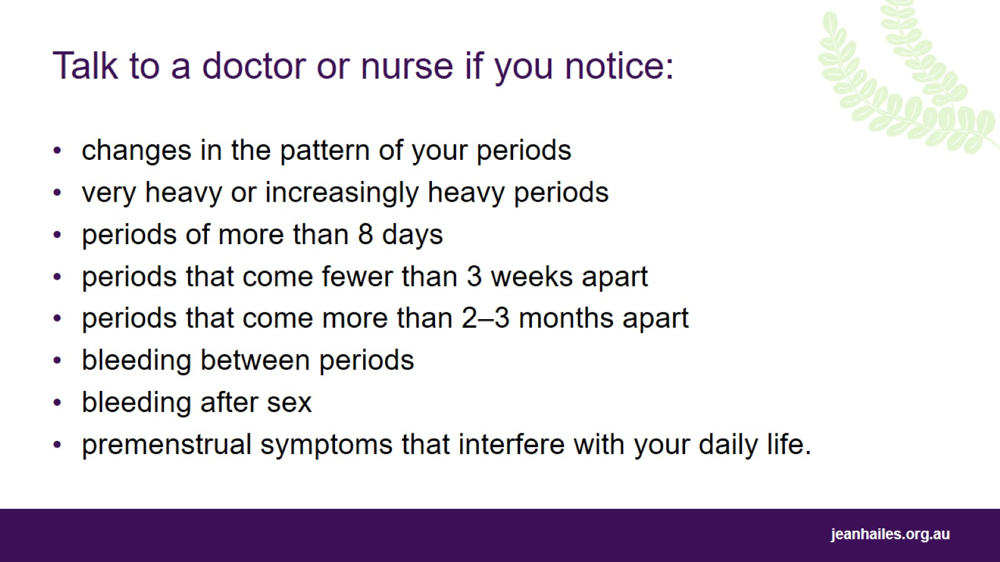 Talk to a doctor or nurse if you notice:
• changes in the pattern of your periods
• very heavy or increasingly heavy periods
• periods of more than 8 days
• periods that come fewer than 3 weeks apart
• periods that come more than 2–3 months apart
• bleeding between periods
• bleeding after sex
• premenstrual symptoms that interfere with your daily life.
jeanhailes.org.au